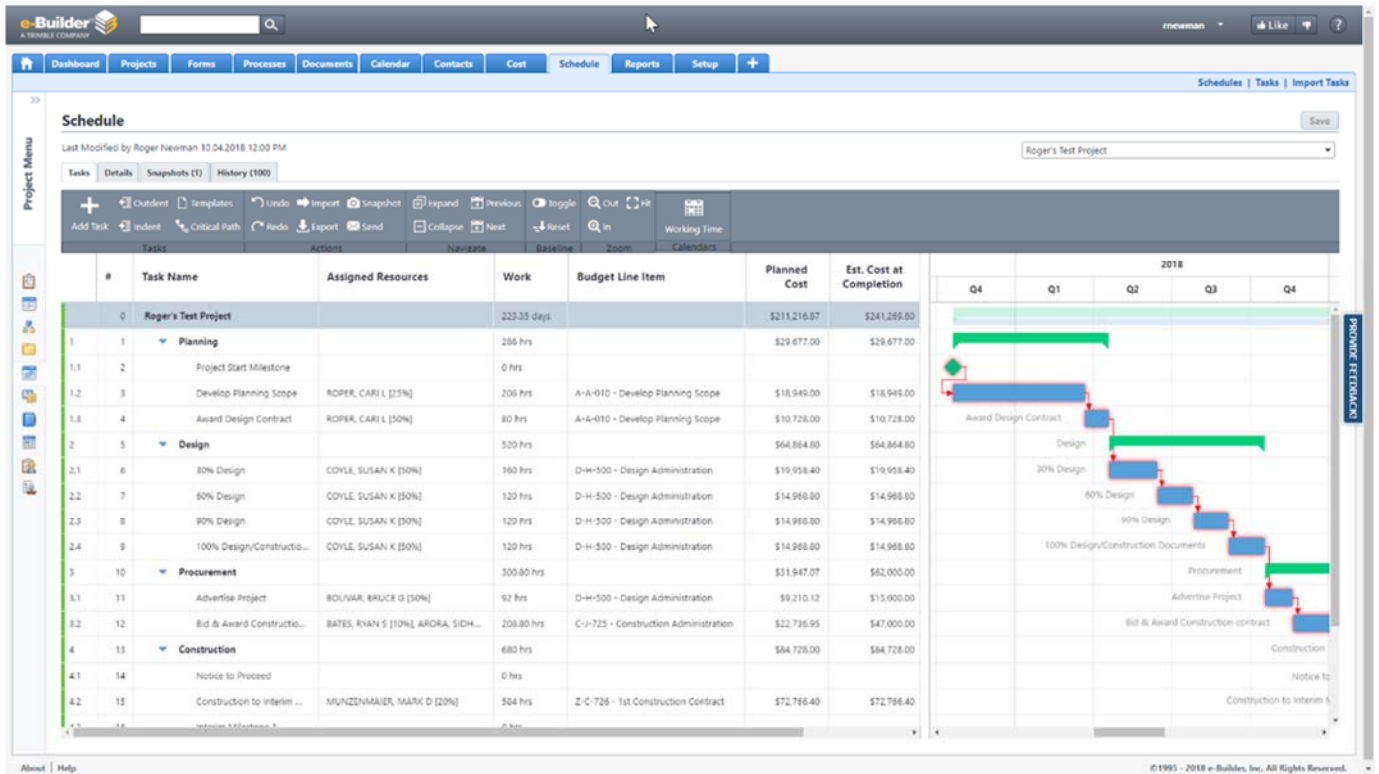 e-Builder
A TRIMBLE COMPANY
rnewman
Like
?
Dashboard Projects Forms Processes Documents Calendar Contacts Cost Schedule Reports Setup +
Schedules | Tasks | Import Tasks
>>
Project Menu
Schedule
Save
Last Modified by Roger Newman 10.04.2018 12:00 PM
Roger's Test Project
Tasks Details Snapshots (1) History (100)
Outdent Templates Undo Import Snapshot Expand Previous Toggle Out Fit
Add Task Indent Critical Path Redo Export Send Collapse Next Reset In Working Time
Tasks Actions Navigate Baseline Zoom Calendars
# Task Name Assigned Resources Work Budget Line Item Planned Cost Est. Cost at Completion
2018
Q4 Q1 Q2 Q3 Q4
0 Roger's Test Project 223.35 days $211,216.87 $241,269.80
1 1 Planning 286 hrs $29,677.00 $29,677.00
1.1 2 Project Start Milestone 0 hrs
1.2 3 Develop Planning Scope ROPER, CARI L [25%] 206 hrs A-A-010 - Develop Planning Scope $18,949.00 $18,949.00
1.3 4 Award Design Contract ROPER, CARI L [50%] 80 hrs A-A-010 - Develop Planning Scope $10,728.00 $10,728.00 Award Design Contract
2 5 Design 520 hrs $64,864.80 $64,864.80 Design
2.1 6 30% Design COYLE, SUSAN K [50%] 160 hrs D-H-500 - Design Administration $19,958.40 $19,958.40 30% Design
2.2 7 60% Design COYLE, SUSAN K [50%] 120 hrs D-H-500 - Design Administration $14,968.80 $14,968.80 60% Design
2.3 8 90% Design COYLE, SUSAN K [50%] 120 hrs D-H-500 - Design Administration $14,968.80 $14,968.80 90% Design
2.4 9 100% Design/Constructio... COYLE, SUSAN K [50%] 120 hrs D-H-500 - Design Administration $14,968.80 $14,968.80 100% Design/Construction Documents
3 10 Procurement 300.80 hrs $31,947.07 $62,000.00 Procurement
3.1 11 Advertise Project BOLIVAR, BRUCE G [50%] 92 hrs D-H-500 - Design Administration $9,210.12 $15,000.00 Advertise Project
3.2 12 Bid & Award Constructio... BATES, RYAN S [10%], ARORA, SIDH... 208.80 hrs C-J-725 - Construction Administration $22,736.95 $47,000.00 Bid & Award Construction contract
4 13 Construction 680 hrs $84,728.00 $84,728.00 Construction
4.1 14 Notice to Proceed 0 hrs Notice to
4.2 15 Construction to Interim ... MUNZENMAIER, MARK D [20%] 584 hrs Z-C-726 - 1st Construction Contract $72,766.40 $72,766.40 Construction to Interim
PROVIDE FEEDBACK!
About | Help
©1995 - 2018 e-Builder, Inc. All Rights Reserved.